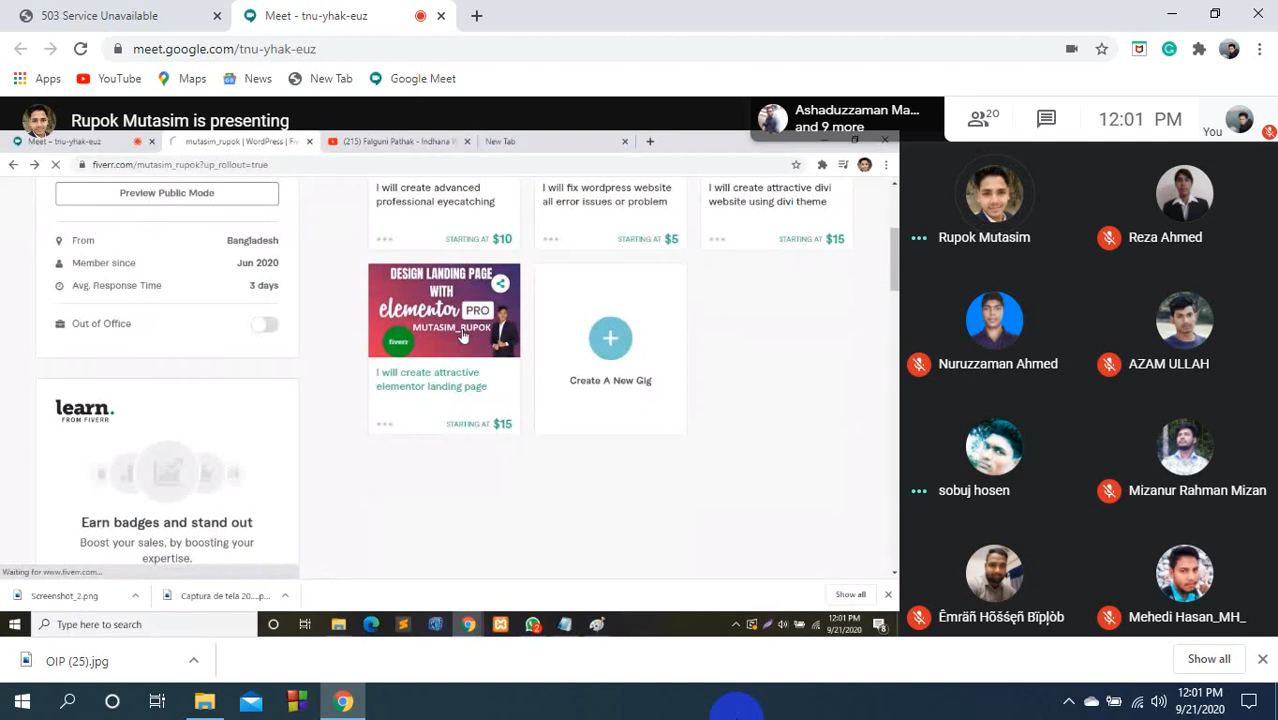 503 Service Unavailable
Meet - tnu-yhak-euz
meet.google.com/tnu-yhak-euz
Apps
YouTube
Maps
News
New Tab
Google Meet
Rupok Mutasim is presenting
Ashaduzzaman Ma...
and 9 more
20
12:01 PM
You
Meet – tnu-yhak-euz
mutasim_rupok | WordPress | Fiv
(215) Falguni Pathak - Indhana W
New Tab
fiverr.com/mutasim_rupok?up_rollout=true
Preview Public Mode
From
Bangladesh
Member since
Jun 2020
Avg. Response Time
3 days
Out of Office
I will create advanced
professional eyecatching
STARTING AT $10
I will fix wordpress website
all error issues or problem
STARTING AT $5
I will create attractive divi
website using divi theme
STARTING AT $15
DESIGN LANDING PAGE
WITH
elementor PRO
MUTASIM_RUPOK
fiverr
I will create attractive
elementor landing page
STARTING AT $15
Create A New Gig
learn.
FROM FIVERR
Earn badges and stand out
Boost your sales, by boosting your
expertise.
Waiting for www.fiverr.com...
Screenshot_2.png
Captura de tela 20....p...
Show all
Type here to search
12:01 PM
9/21/2020
8
Rupok Mutasim
Reza Ahmed
Nuruzzaman Ahmed
AZAM ULLAH
sobuj hosen
Mizanur Rahman Mizan
Êmräñ Hőššęñ Bïpļòb
Mehedi Hasan_MH_
OIP (25).jpg
Show all
12:01 PM
9/21/2020